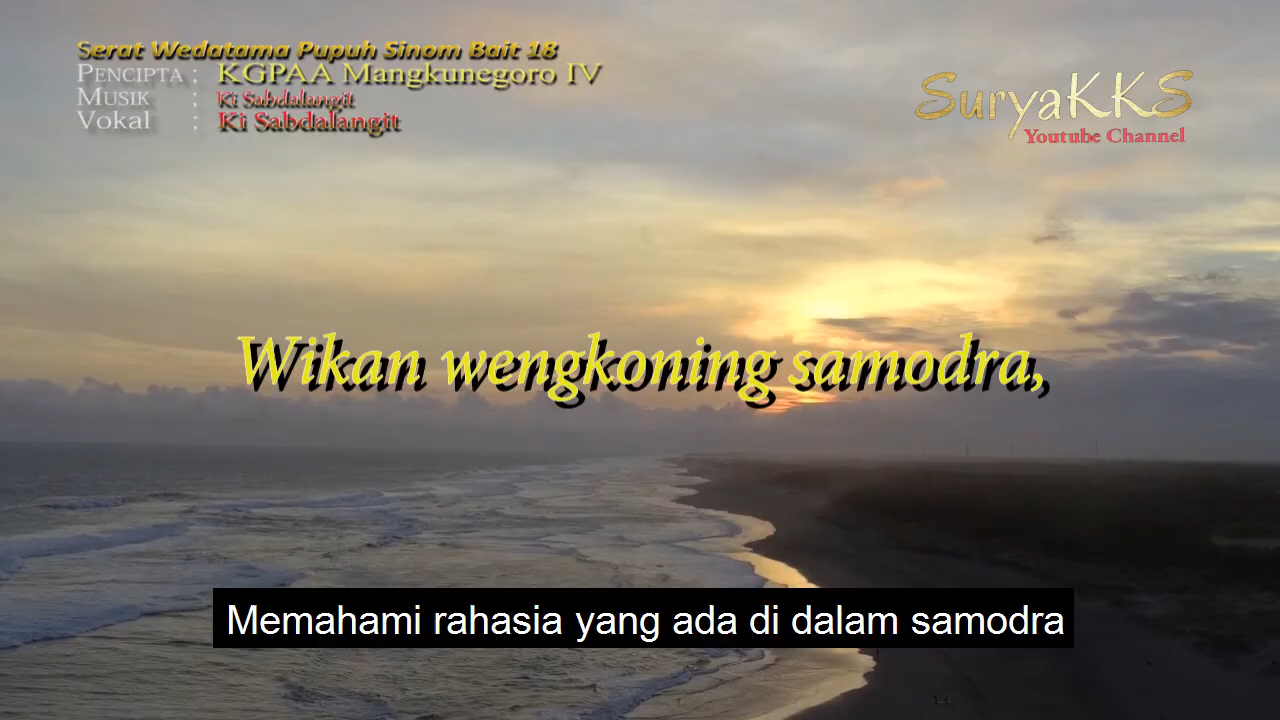 Serat Wedatama Pupuh Sinom Bait 18
PENCIPTA : KGPAA Mangkunegoro IV
MUSIK : Ki Sabdalangit
Vokal : Ki Sabdalangit
SuryaKKS
Youtube Channel
Wikan wengkoning samodra,
Memahami rahasia yang ada di dalam samodra